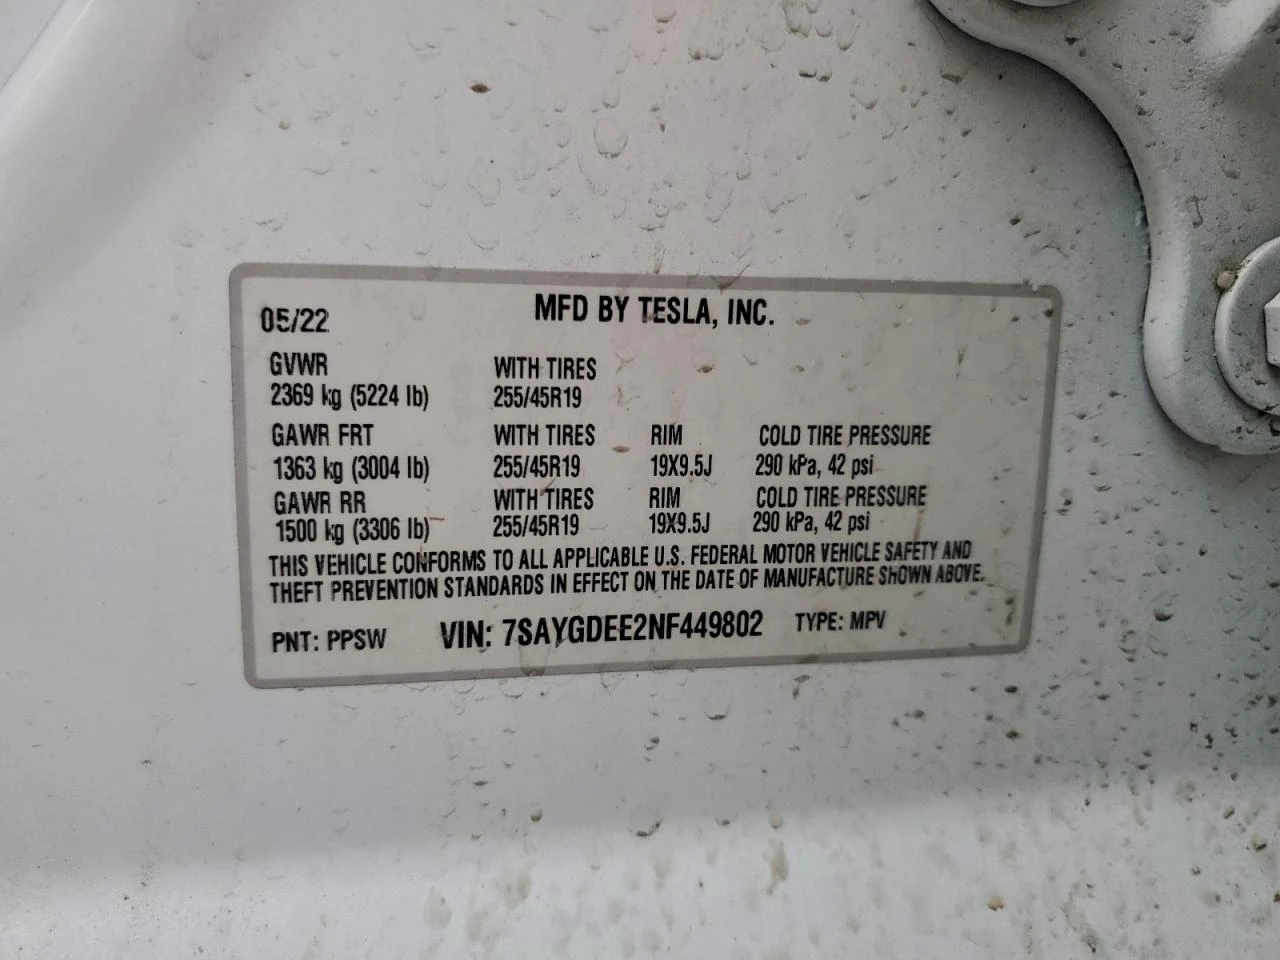 MFD BY TESLA, INC.
05/22
GVWR WITH TIRES
2369 kg (5224 lb) 255/45R19
GAWR FRT WITH TIRES RIM COLD TIRE PRESSURE
1363 kg (3004 lb) 255/45R19 19X9.5J 290 kPa, 42 psi
GAWR RR WITH TIRES RIM COLD TIRE PRESSURE
1500 kg (3306 lb) 255/45R19 19X9.5J 290 kPa, 42 psi
THIS VEHICLE CONFORMS TO ALL APPLICABLE U.S. FEDERAL MOTOR VEHICLE SAFETY AND
THEFT PREVENTION STANDARDS IN EFFECT ON THE DATE OF MANUFACTURE SHOWN ABOVE.
PNT: PPSW VIN: 7SAYGDEE2NF449802 TYPE: MPV